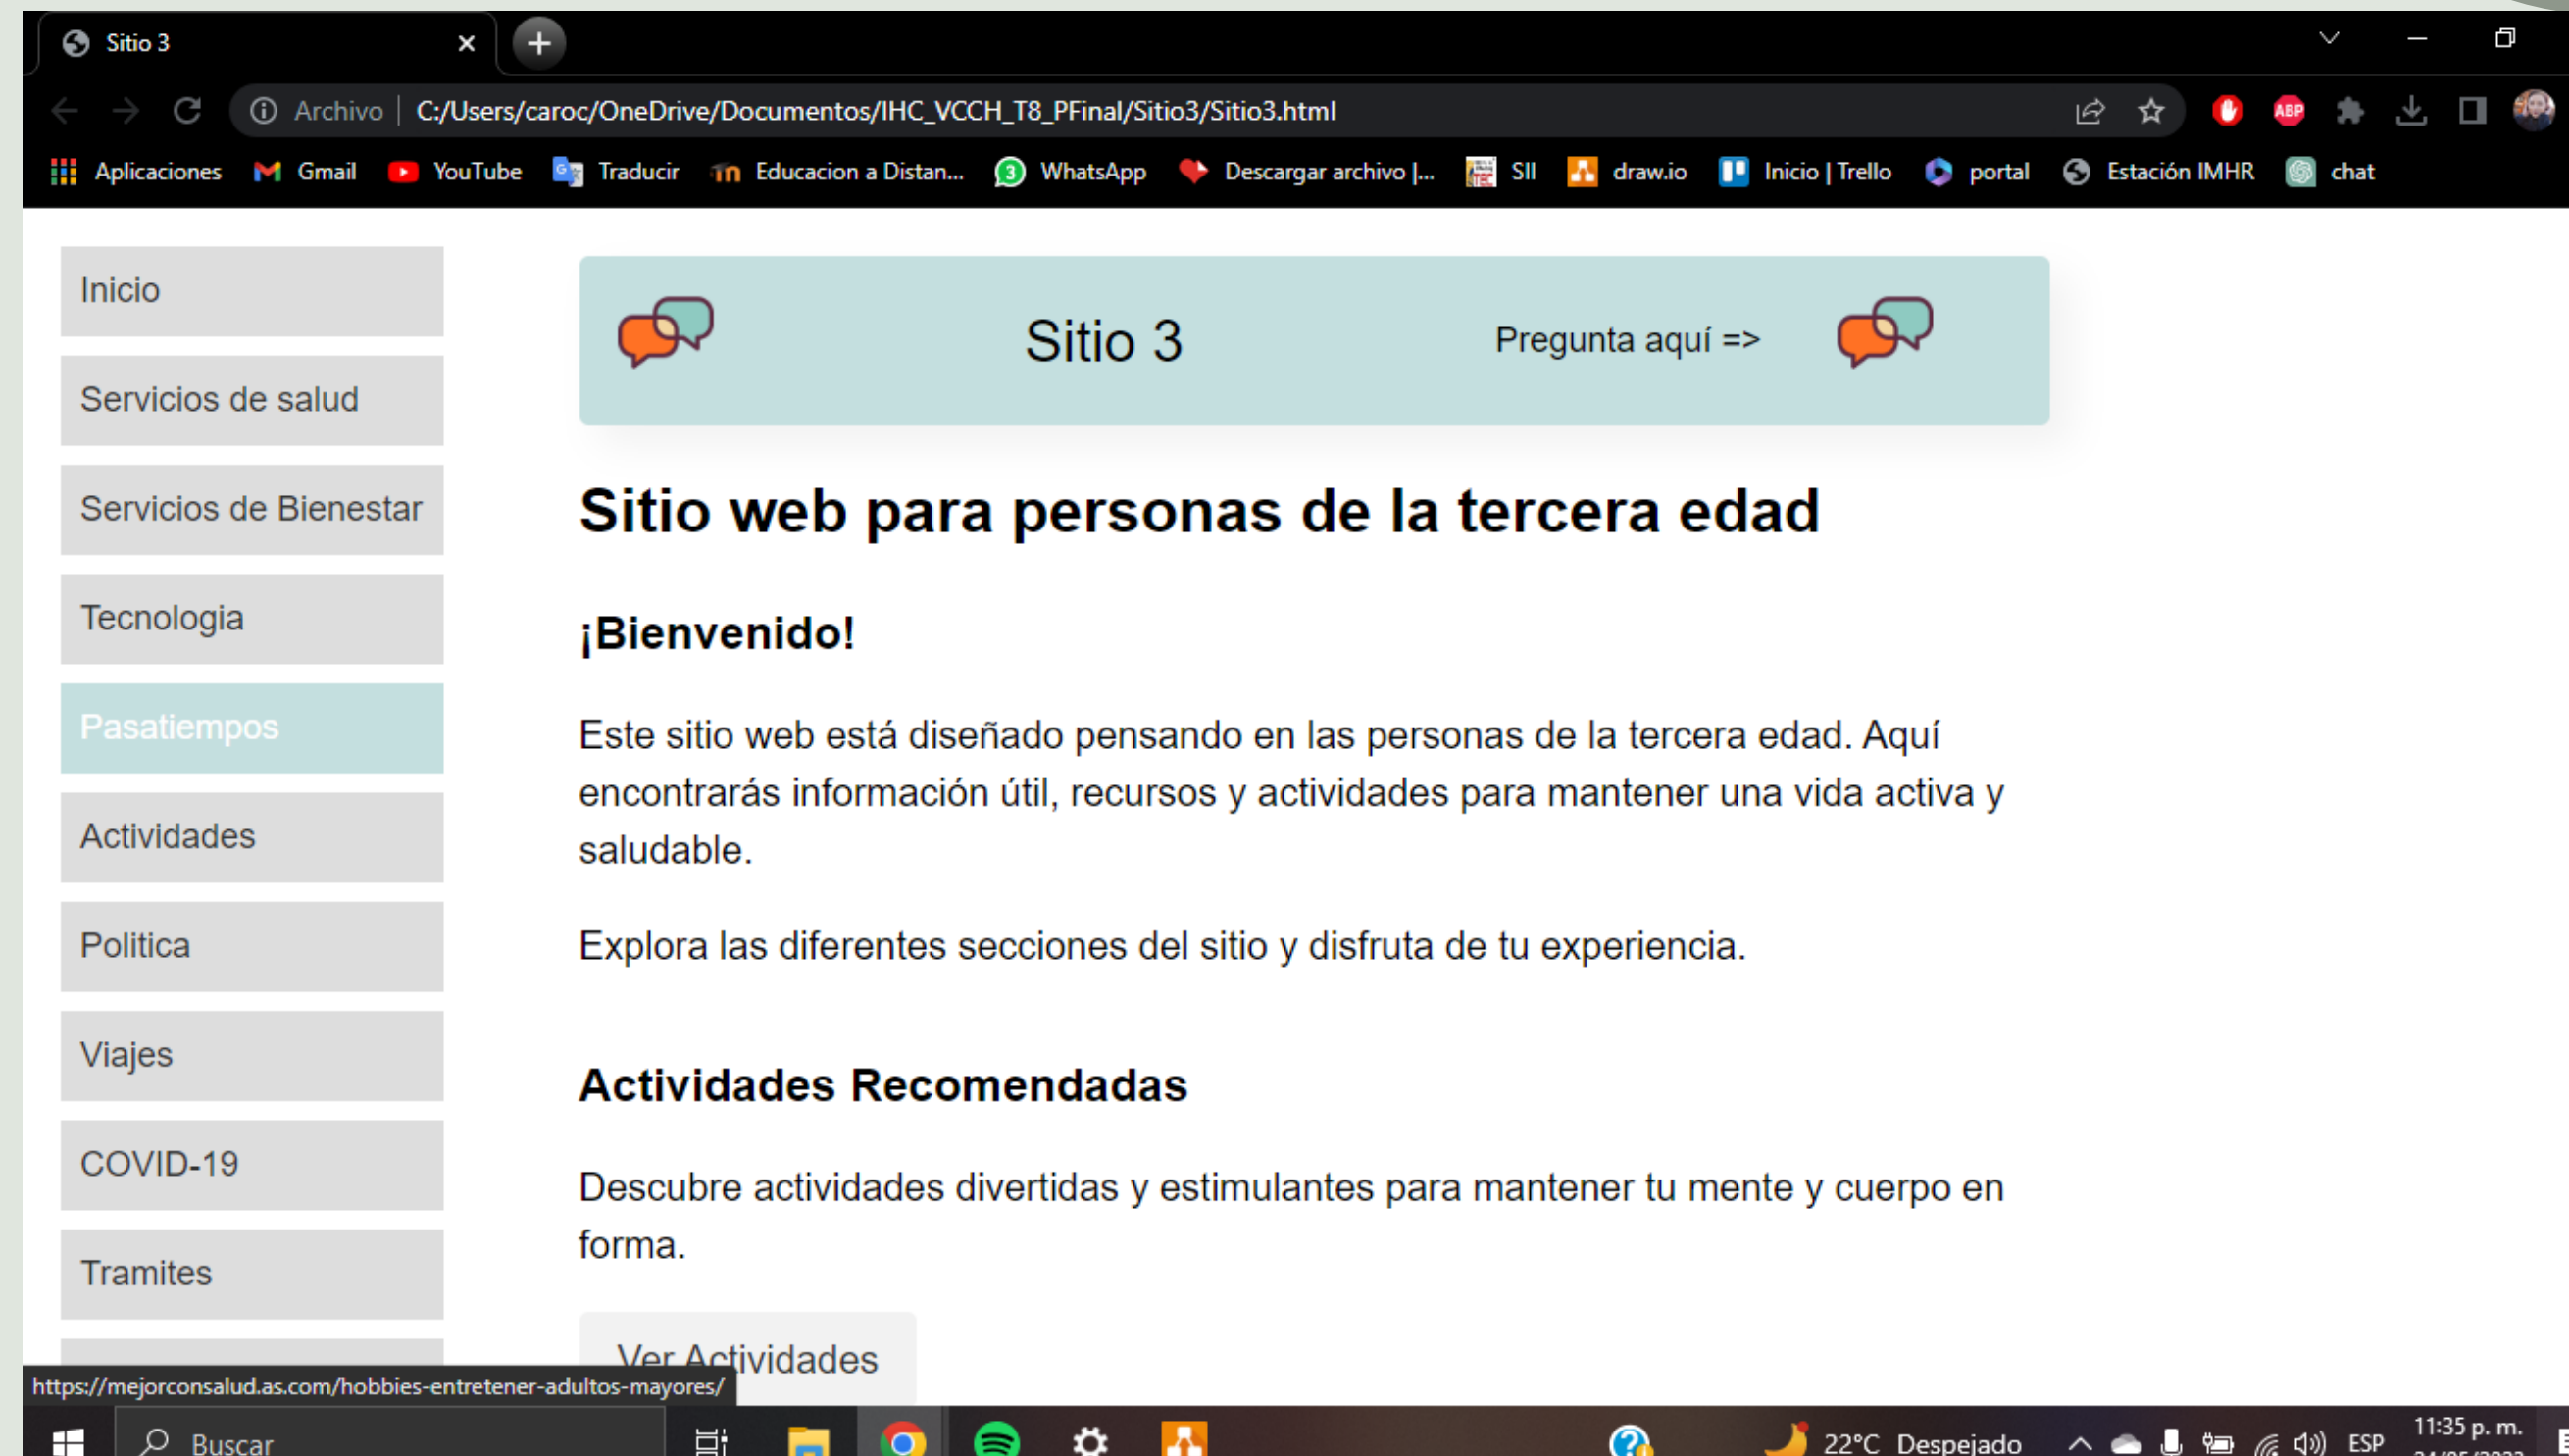 Sitio 3
Archivo | C:/Users/caroc/OneDrive/Documentos/IHC_VCCH_T8_PFinal/Sitio3/Sitio3.html
ABP
Aplicaciones Gmail YouTube Traducir Educacion a Distan... 3 WhatsApp Descargar archivo |... SII draw.io Inicio | Trello portal Estación IMHR chat
Inicio
Servicios de salud
Servicios de Bienestar
Tecnologia
Pasatiempos
Actividades
Politica
Viajes
COVID-19
Tramites
Sitio 3
Pregunta aquí =>
Sitio web para personas de la tercera edad
¡Bienvenido!
Este sitio web está diseñado pensando en las personas de la tercera edad. Aquí
encontrarás información útil, recursos y actividades para mantener una vida activa y
saludable.
Explora las diferentes secciones del sitio y disfruta de tu experiencia.
Actividades Recomendadas
Descubre actividades divertidas y estimulantes para mantener tu mente y cuerpo en
forma.
Ver Actividades
https://mejorconsalud.as.com/hobbies-entretener-adultos-mayores/
Buscar
22°C Despejado
ESP
11:35 p. m.